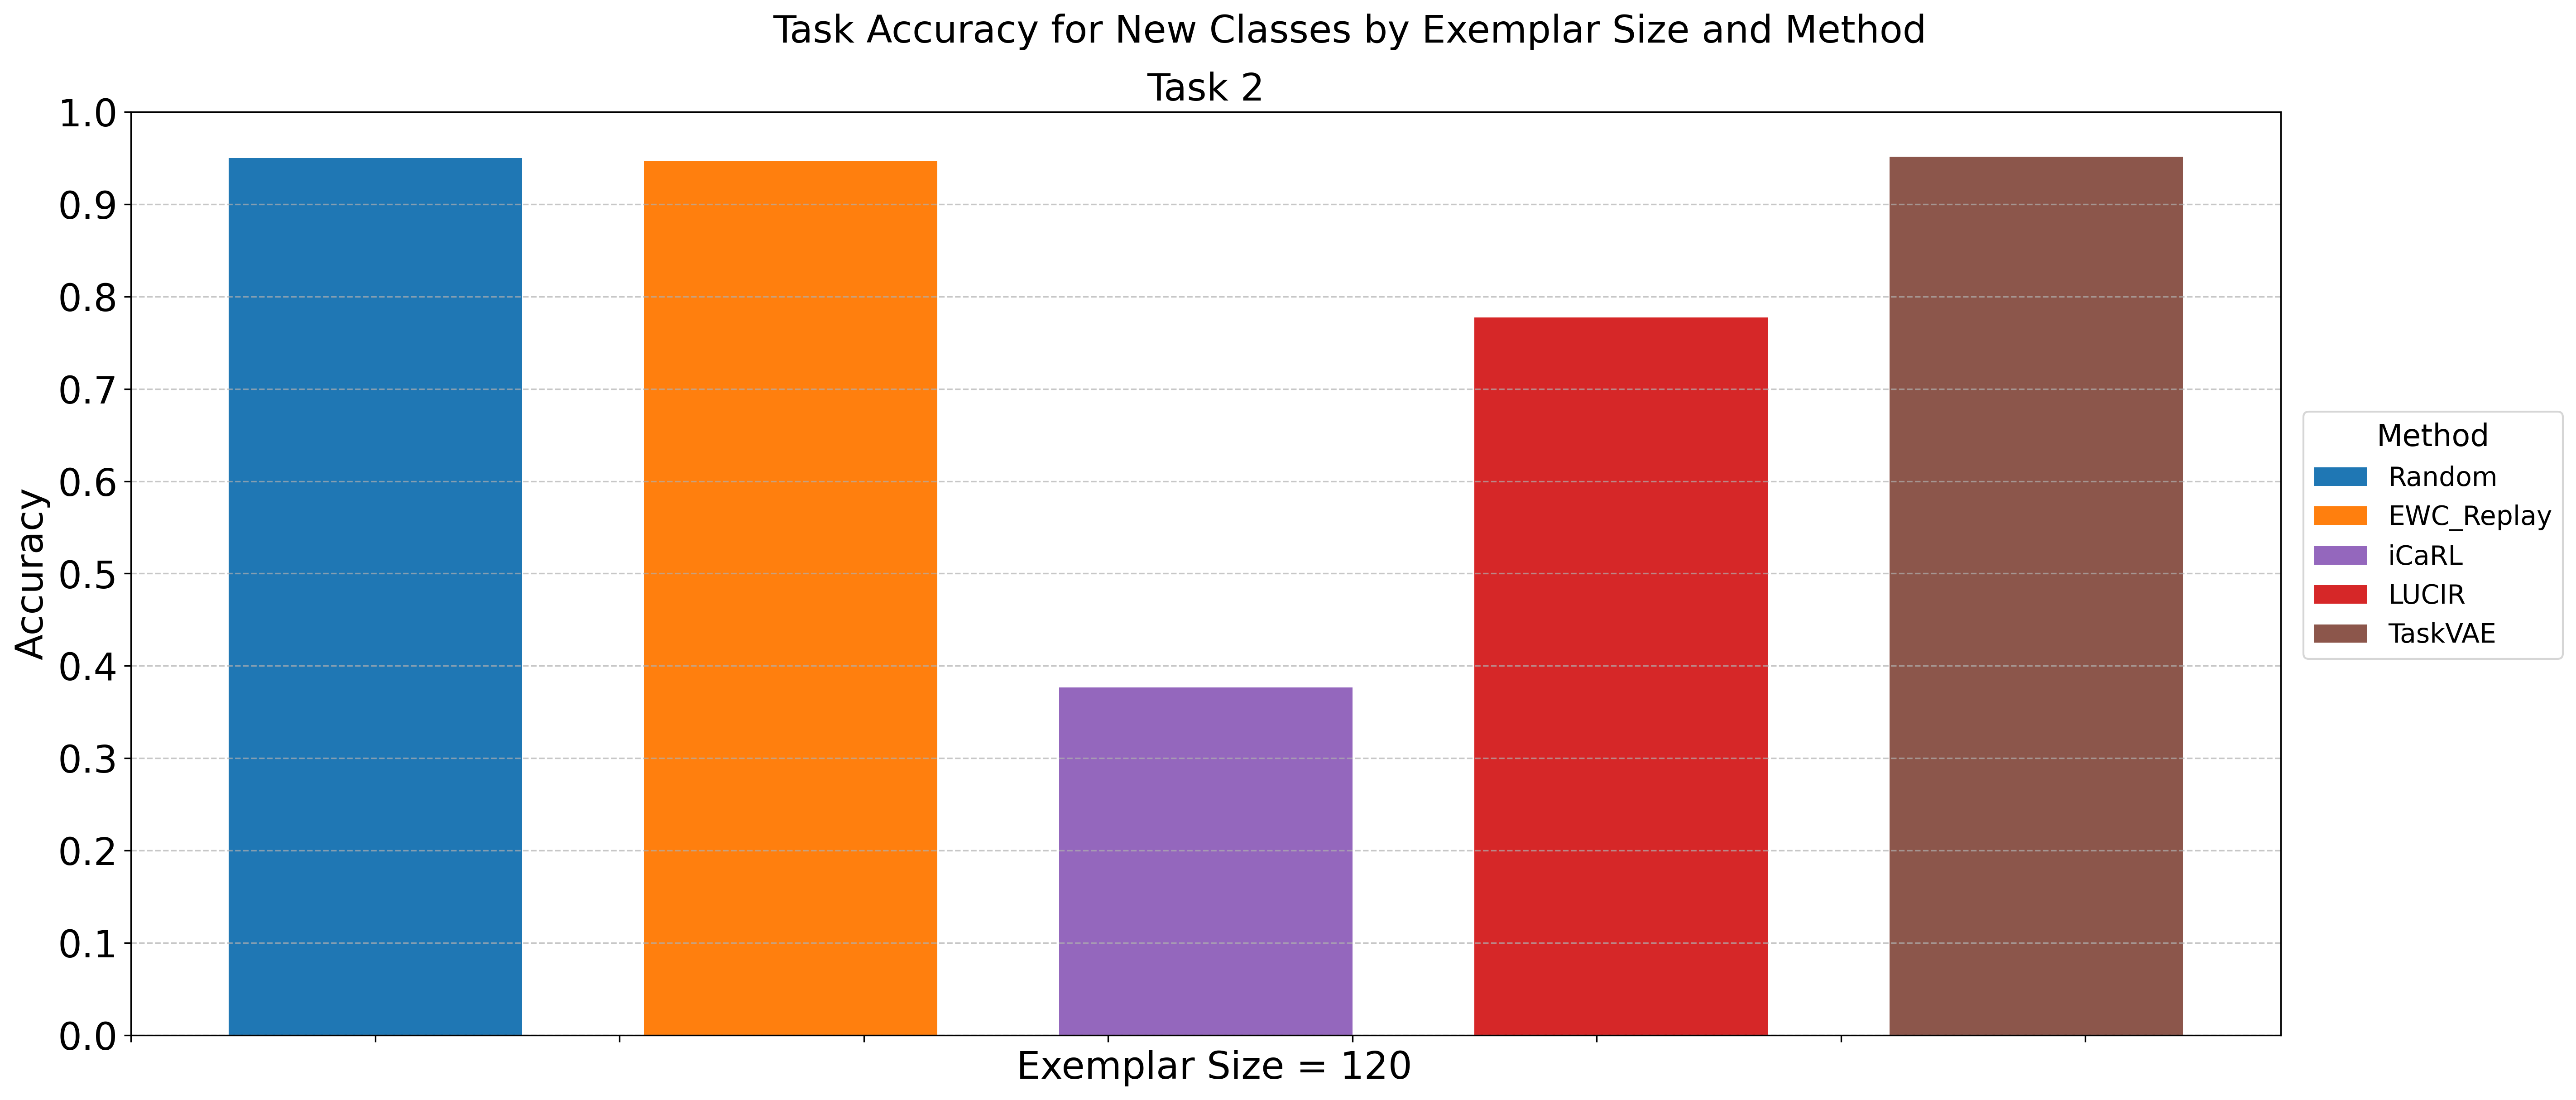 Task Accuracy for New Classes by Exemplar Size and Method
Task 2
1.0
0.9
0.8
0.7
0.6
0.5
0.4
0.3
0.2
0.1
0.0
Accuracy
Exemplar Size = 120
Method
Random
EWC_Replay
iCaRL
LUCIR
TaskVAE